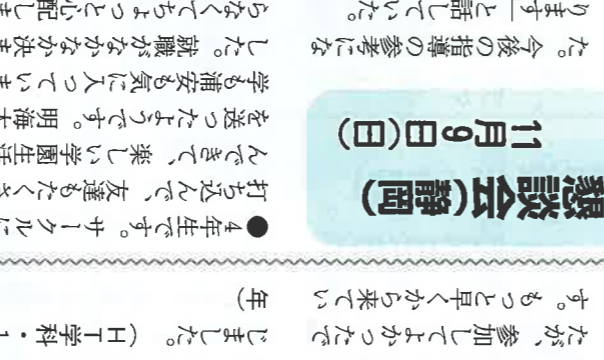 だが、参加してよかったで
す。もっと早くから来てい
懇談会(静岡)
11月9日(日)
た。今後の指導の参考にな
ります」と話していた。
じました。(HT学科・1
年)
●4年生です。サークルに
打ち込んで、友達もたくさ
んできて、楽しい学園生活
を送ったようです。明海大
学も浦安も気に入っていま
した。就職がなかなか決ま
らなくてちょっと心配しま